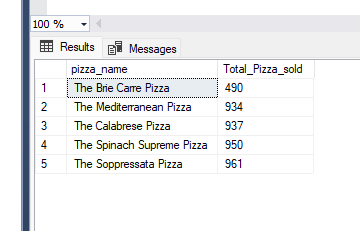 100 %
Results Messages
pizza_name Total_Pizza_sold
1 The Brie Carre Pizza 490
2 The Mediterranean Pizza 934
3 The Calabrese Pizza 937
4 The Spinach Supreme Pizza 950
5 The Soppressata Pizza 961